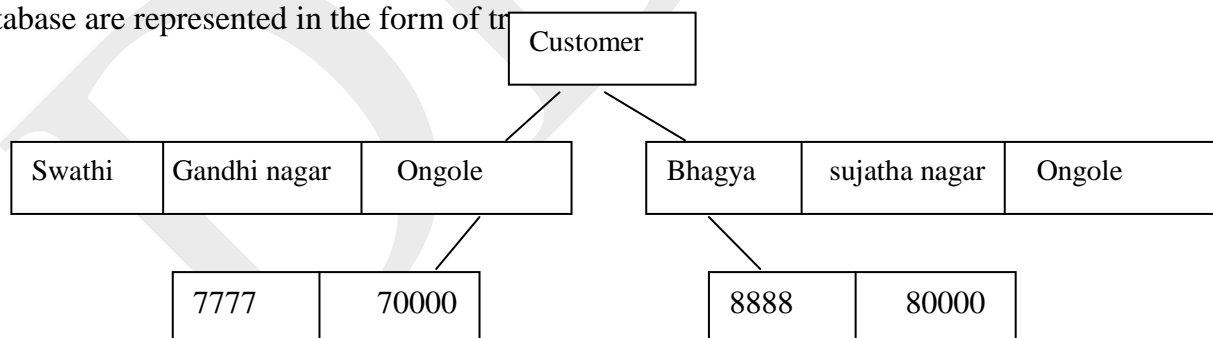 tabase are represented in the form of tr
Customer
Swathi Gandhi nagar Ongole Bhagya sujatha nagar Ongole
7777 70000 8888 80000